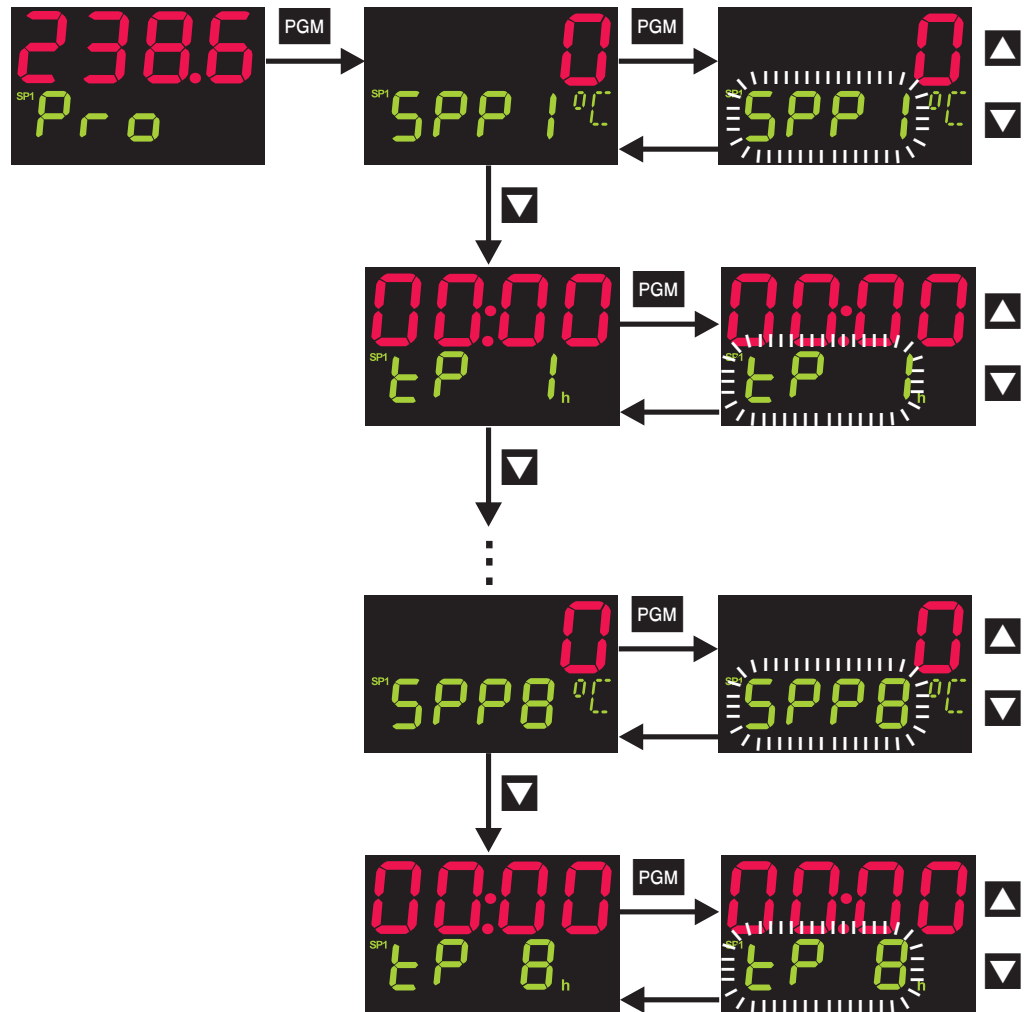 238.6
SP1 Pro
PGM
0
SP1 SPP1 °C
PGM
0
SP1 SPP1 °C
00:00
SP1 tP 1 h
PGM
00:00
SP1 tP 1 h
0
SP1 SPP8 °C
PGM
0
SP1 SPP8 °C
00:00
SP1 tP 8 h
PGM
00:00
SP1 tP 8 h